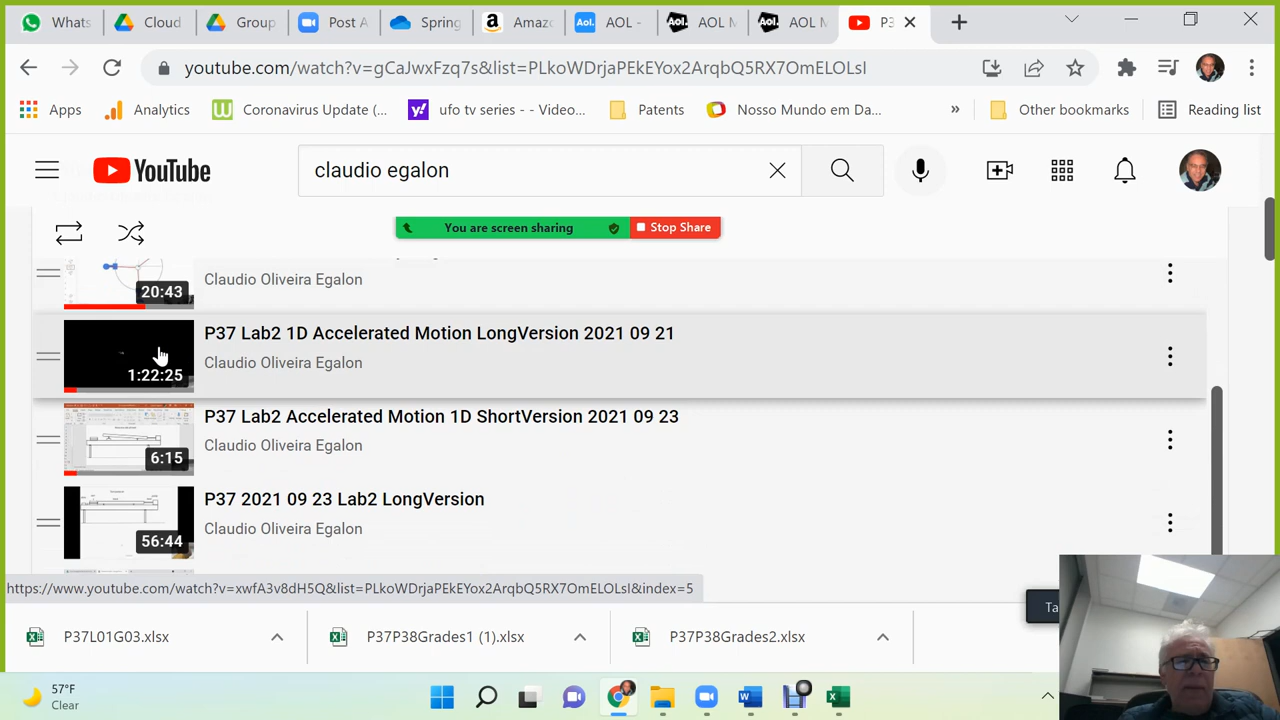 Whats
Cloud
Group
Post A
Spring
Amaz
Aol.
AOL -
Aol.
AOL M
Aol.
AOL M
P3
youtube.com/watch?v=gCaJwxFzq7s&list=PLkoWDrjaPEkEYox2ArqbQ5RX7OmELOLsI
Apps
Analytics
Coronavirus Update (...
ufo tv series - - Video...
Patents
Nosso Mundo em Da...
»
Other bookmarks
Reading list
YouTube
claudio egalon
You are screen sharing
Stop Share
20:43
Claudio Oliveira Egalon
P37 Lab2 1D Accelerated Motion LongVersion 2021 09 21
Claudio Oliveira Egalon
1:22:25
P37 Lab2 Accelerated Motion 1D ShortVersion 2021 09 23
Claudio Oliveira Egalon
6:15
P37 2021 09 23 Lab2 LongVersion
Claudio Oliveira Egalon
56:44
https://www.youtube.com/watch?v=xwfA3v8dH5Q&list=PLkoWDrjaPEkEYox2ArqbQ5RX7OmELOLsI&index=5
Ta
P37L01G03.xlsx
P37P38Grades1 (1).xlsx
P37P38Grades2.xlsx
57°F
Clear